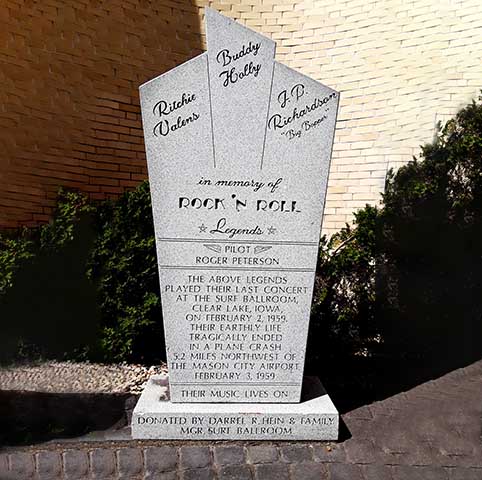 Ritchie
Valens
Buddy
Holly
J.P.
Richardson
"Big Bopper"
in memory of
ROCK 'N ROLL
Legends
PILOT
ROGER PETERSON
THE ABOVE LEGENDS
PLAYED THEIR LAST CONCERT
AT THE SURF BALLROOM,
CLEAR LAKE, IOWA,
ON FEBRUARY 2, 1959.
THEIR EARTHLY LIFE
TRAGICALLY ENDED
IN A PLANE CRASH
5.2 MILES NORTHWEST OF
THE MASON CITY AIRPORT
FEBRUARY 3, 1959
THEIR MUSIC LIVES ON
DONATED BY DARREL R. HEIN & FAMILY
MGR. SURF BALLROOM